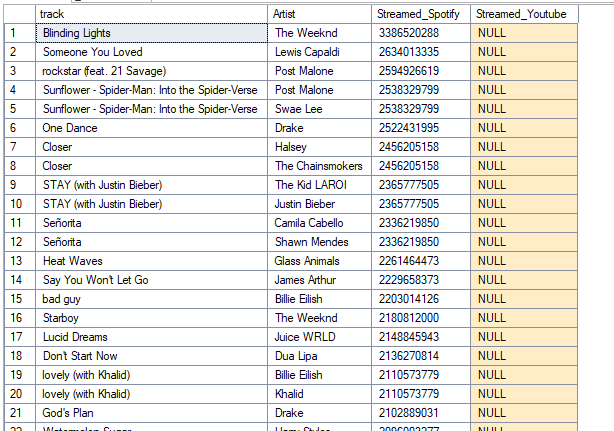 track Artist Streamed_Spotify Streamed_Youtube
1 Blinding Lights The Weeknd 3386520288 NULL
2 Someone You Loved Lewis Capaldi 2634013335 NULL
3 rockstar (feat. 21 Savage) Post Malone 2594926619 NULL
4 Sunflower - Spider-Man: Into the Spider-Verse Post Malone 2538329799 NULL
5 Sunflower - Spider-Man: Into the Spider-Verse Swae Lee 2538329799 NULL
6 One Dance Drake 2522431995 NULL
7 Closer Halsey 2456205158 NULL
8 Closer The Chainsmokers 2456205158 NULL
9 STAY (with Justin Bieber) The Kid LAROI 2365777505 NULL
10 STAY (with Justin Bieber) Justin Bieber 2365777505 NULL
11 Señorita Camila Cabello 2336219850 NULL
12 Señorita Shawn Mendes 2336219850 NULL
13 Heat Waves Glass Animals 2261464473 NULL
14 Say You Won't Let Go James Arthur 2229658373 NULL
15 bad guy Billie Eilish 2203014126 NULL
16 Starboy The Weeknd 2180812000 NULL
17 Lucid Dreams Juice WRLD 2148845943 NULL
18 Don't Start Now Dua Lipa 2136270814 NULL
19 lovely (with Khalid) Billie Eilish 2110573779 NULL
20 lovely (with Khalid) Khalid 2110573779 NULL
21 God's Plan Drake 2102889031 NULL